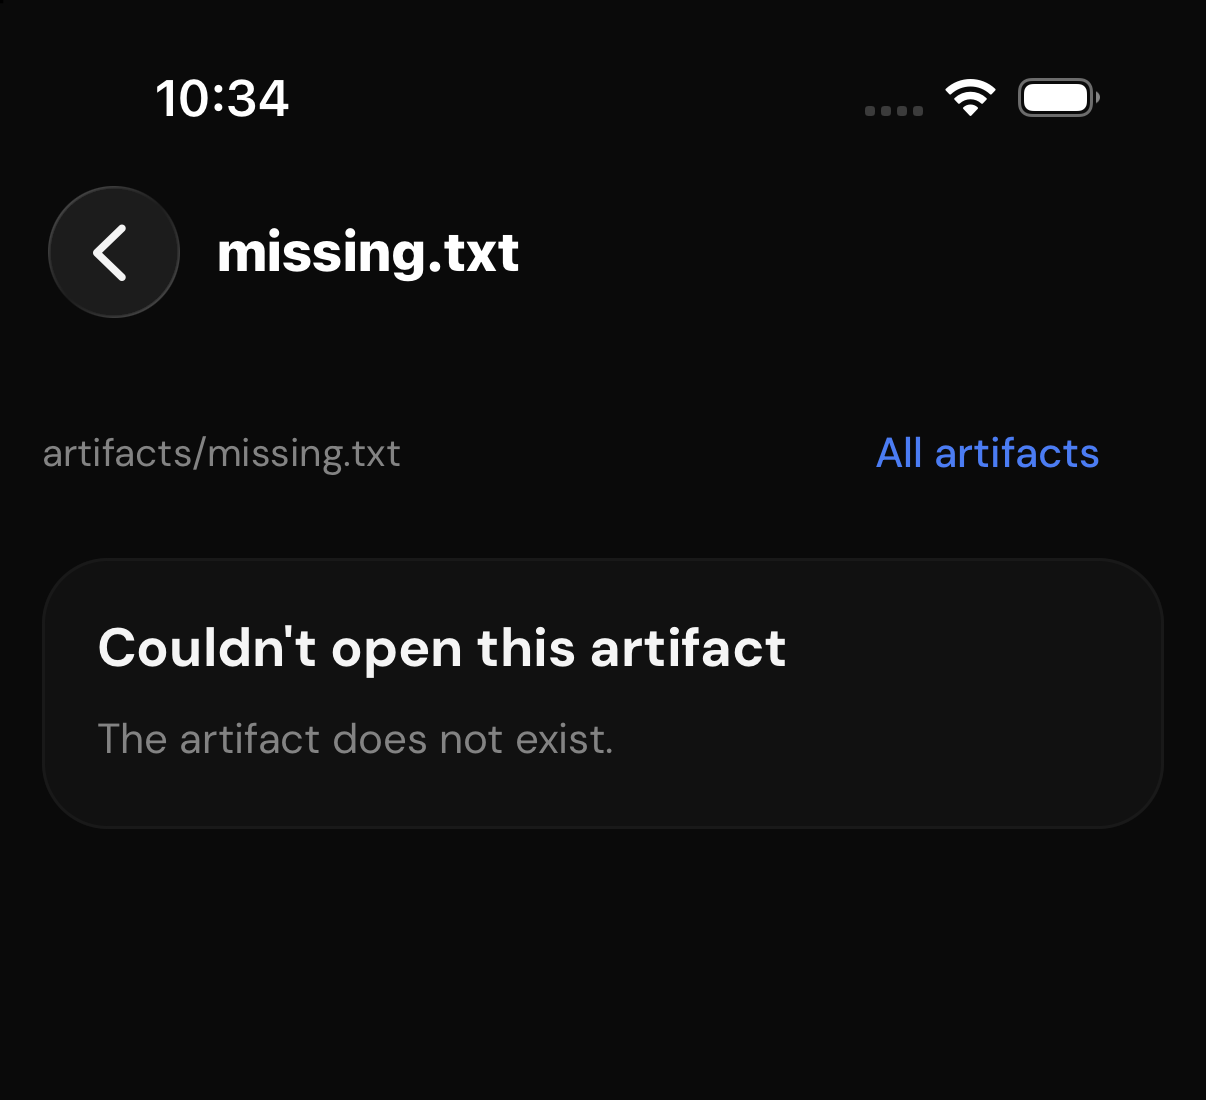 10:34
missing.txt
artifacts/missing.txt
All artifacts
Couldn't open this artifact
The artifact does not exist.